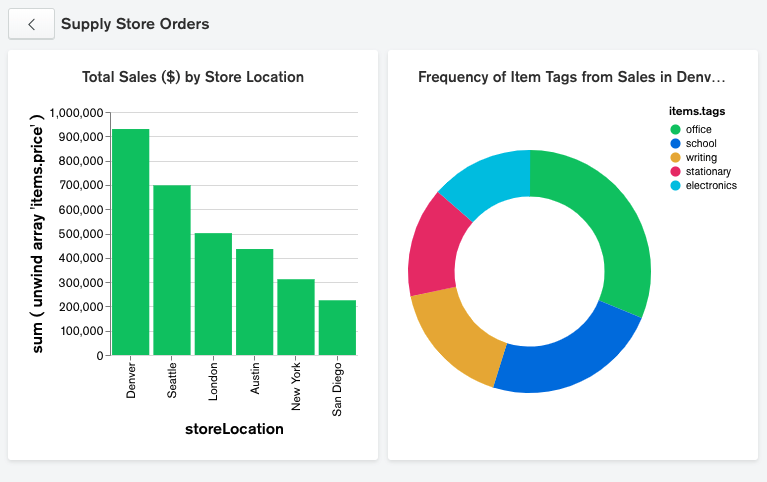 Supply Store Orders
Total Sales ($) by Store Location
sum ( unwind array 'items.price' )
1,000,000
900,000
800,000
700,000
600,000
500,000
400,000
300,000
200,000
100,000
0
Denver
Seattle
London
Austin
New York
San Diego
storeLocation
Frequency of Item Tags from Sales in Denv...
items.tags
office
school
writing
stationary
electronics